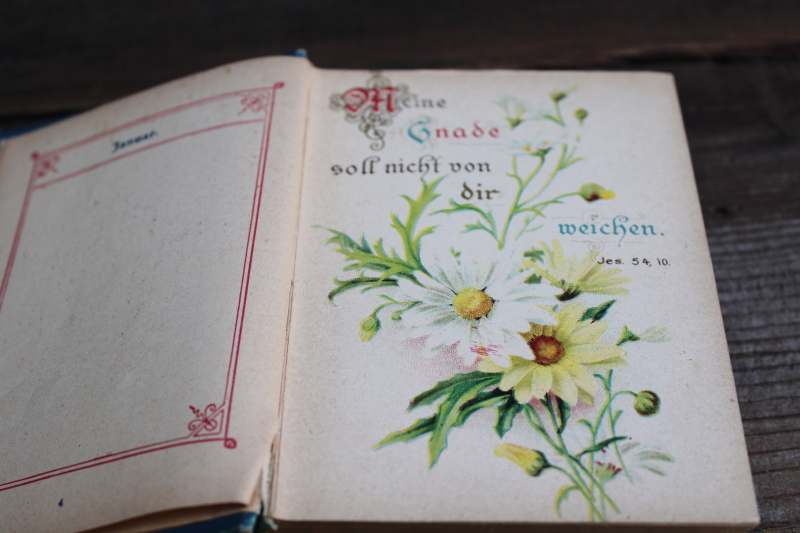 Januar.
Meine
Gnade
soll nicht von
dir
weichen.
Jes. 54, 10.